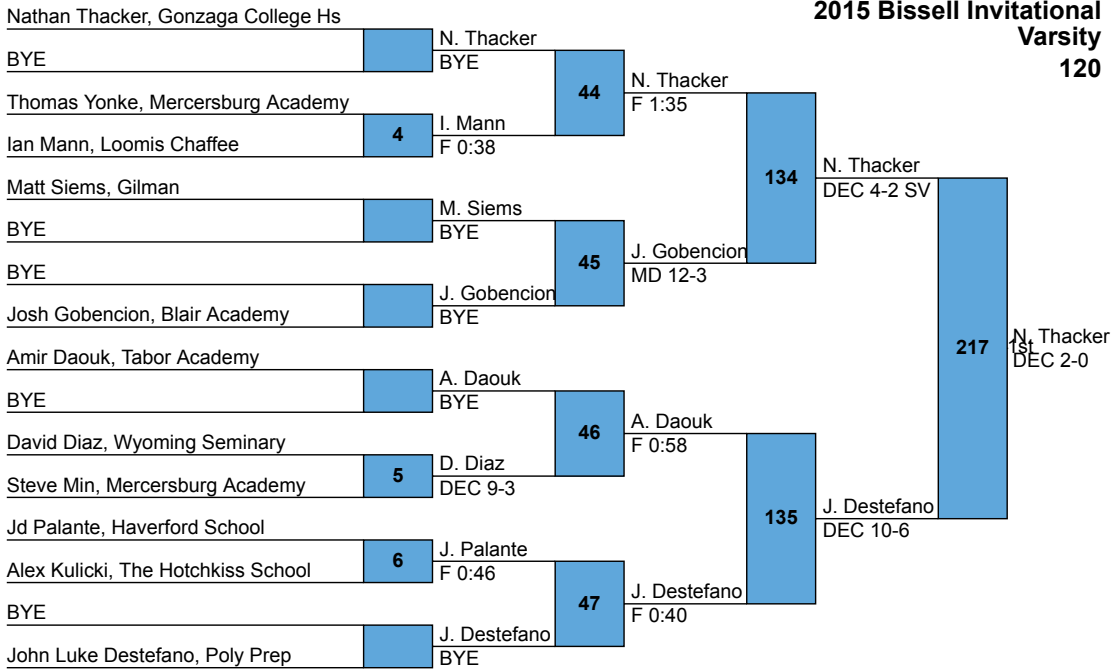 2015 Bissell Invitational
Varsity
120
Nathan Thacker, Gonzaga College Hs
BYE
Thomas Yonke, Mercersburg Academy
Ian Mann, Loomis Chaffee
Matt Siems, Gilman
BYE
BYE
Josh Gobencion, Blair Academy
Amir Daouk, Tabor Academy
BYE
David Diaz, Wyoming Seminary
Steve Min, Mercersburg Academy
Jd Palante, Haverford School
Alex Kulicki, The Hotchkiss School
BYE
John Luke Destefano, Poly Prep
4
5
6
N. Thacker
BYE
I. Mann
F 0:38
M. Siems
BYE
J. Gobencion
BYE
A. Daouk
BYE
D. Diaz
DEC 9-3
J. Palante
F 0:46
J. Destefano
BYE
44
45
46
47
N. Thacker
F 1:35
J. Gobencion
MD 12-3
A. Daouk
F 0:58
J. Destefano
F 0:40
134
135
N. Thacker
DEC 4-2 SV
J. Destefano
DEC 10-6
217
N. Thacker
1st
DEC 2-0